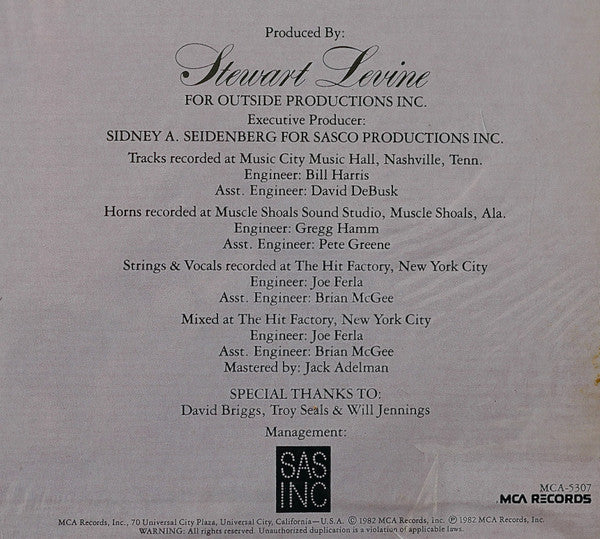 Produced By:
Stewart Levine
FOR OUTSIDE PRODUCTIONS INC.
Executive Producer:
SIDNEY A. SEIDENBERG FOR SASCO PRODUCTIONS INC.
Tracks recorded at Music City Music Hall, Nashville, Tenn.
Engineer: Bill Harris
Asst. Engineer: David DeBusk
Horns recorded at Muscle Shoals Sound Studio, Muscle Shoals, Ala.
Engineer: Gregg Hamm
Asst. Engineer: Pete Greene
Strings & Vocals recorded at The Hit Factory, New York City
Engineer: Joe Ferla
Asst. Engineer: Brian McGee
Mixed at The Hit Factory, New York City
Engineer: Joe Ferla
Asst. Engineer: Brian McGee
Mastered by: Jack Adelman
SPECIAL THANKS TO:
David Briggs, Troy Seals & Will Jennings
Management:
SAS
INC
MCA-5307
MCA RECORDS
MCA Records, Inc., 70 Universal City Plaza, Universal City, California—U.S.A. © 1982 MCA Records, Inc. ℗ 1982 MCA Records, Inc.
WARNING: All rights reserved. Unauthorized duplication is a violation of applicable laws.